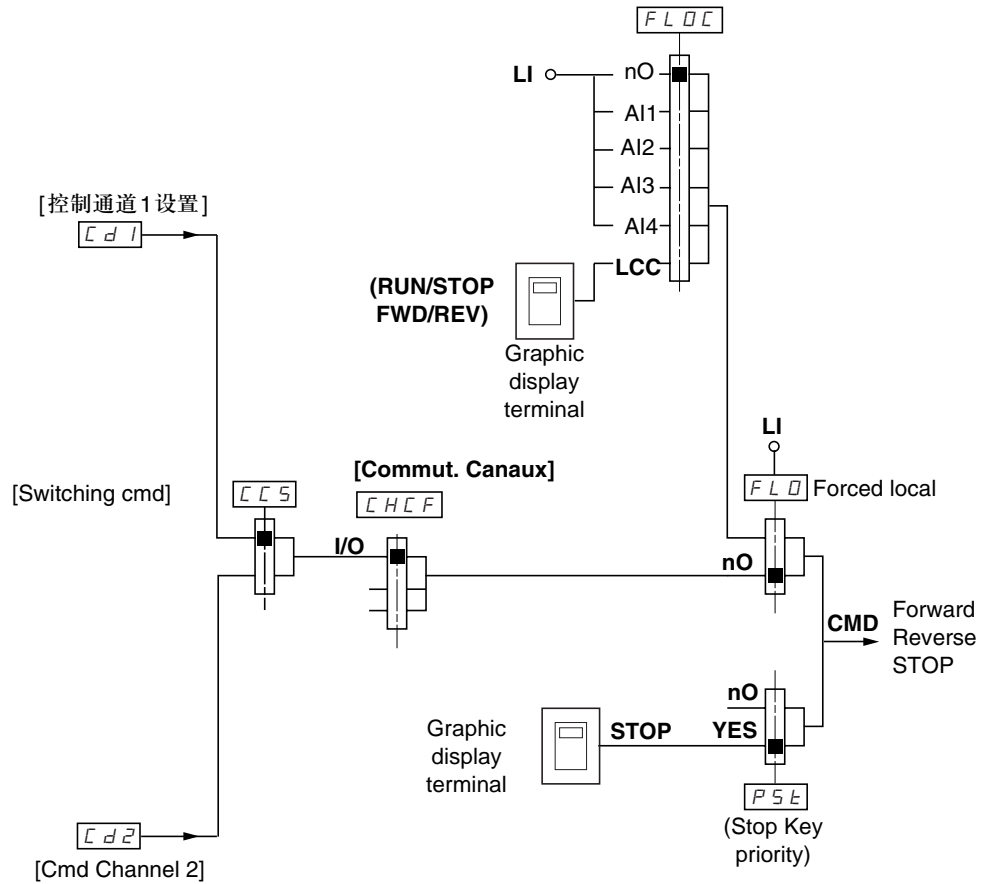 FLOC
LI
nO
AI1
AI2
AI3
AI4
LCC
[控制通道1设置]
Cd1
(RUN/STOP
FWD/REV)
Graphic
display
terminal
LI
FLO
Forced local
[Switching cmd]
CCS
[Commut. Canaux]
CHCF
I/O
nO
CMD
Forward
Reverse
STOP
nO
Graphic
display
terminal
STOP
YES
PSt
(Stop Key
priority)
Cd2
[Cmd Channel 2]